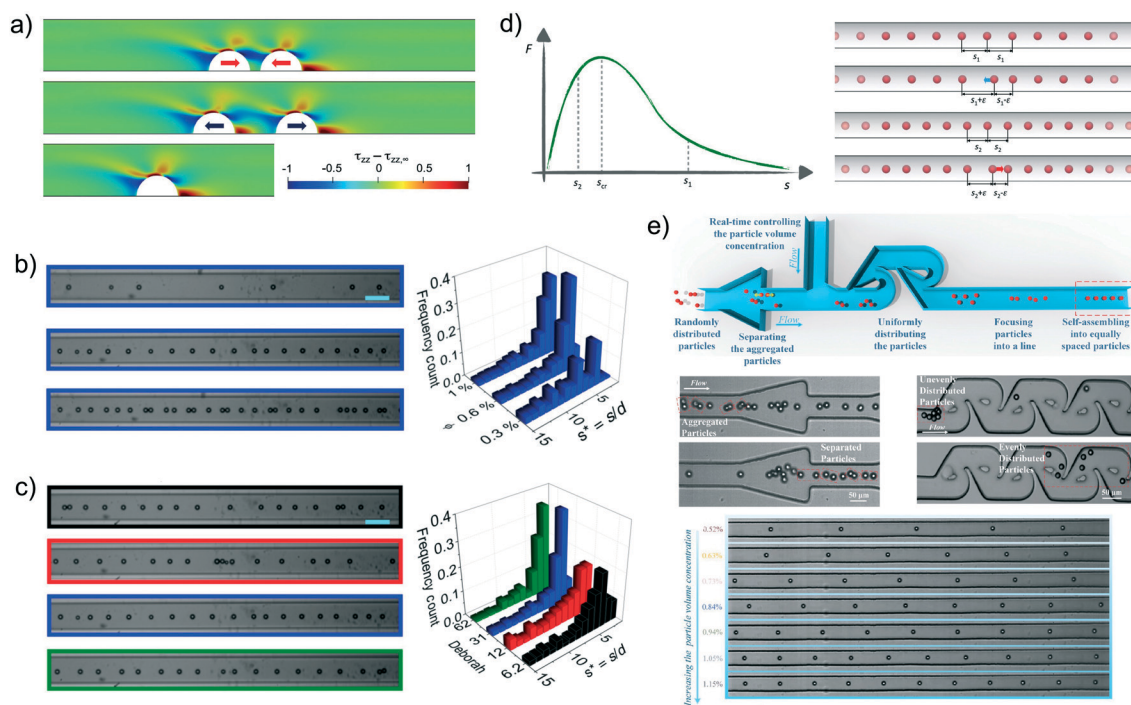 a)
τzz − τzz,∞
-1 -0.5 0 0.5 1
b)
Frequency count
0.4
0.3
0.2
0.1
0.0
1 %
0.6 %
0.3 %
ϕ
15
10
5
s* = s/d
c)
Frequency count
0.4
0.3
0.2
0.1
0.0
62
31
12
6.2
Deborah
15
10
5
s* = s/d
d)
F
s2 scr s1 s
s1 s1
s1+ε s1-ε
s2 s2
s2+ε s2-ε
e)
Real-time controlling
the particle volume
concentration
Flow
Flow
Randomly
distributed
particles
Separating
the aggregated
particles
Uniformly
distributing
the particles
Focusing
particles
into a line
Self-assembling
into equally
spaced particles
Flow
Aggregated
Particles
Separated
Particles
50 μm
Unevenly
Distributed
Particles
Flow
Evenly
Distributed
Particles
50 μm
Increasing the particle volume concentration
0.52%
0.63%
0.73%
0.84%
0.94%
1.05%
1.15%